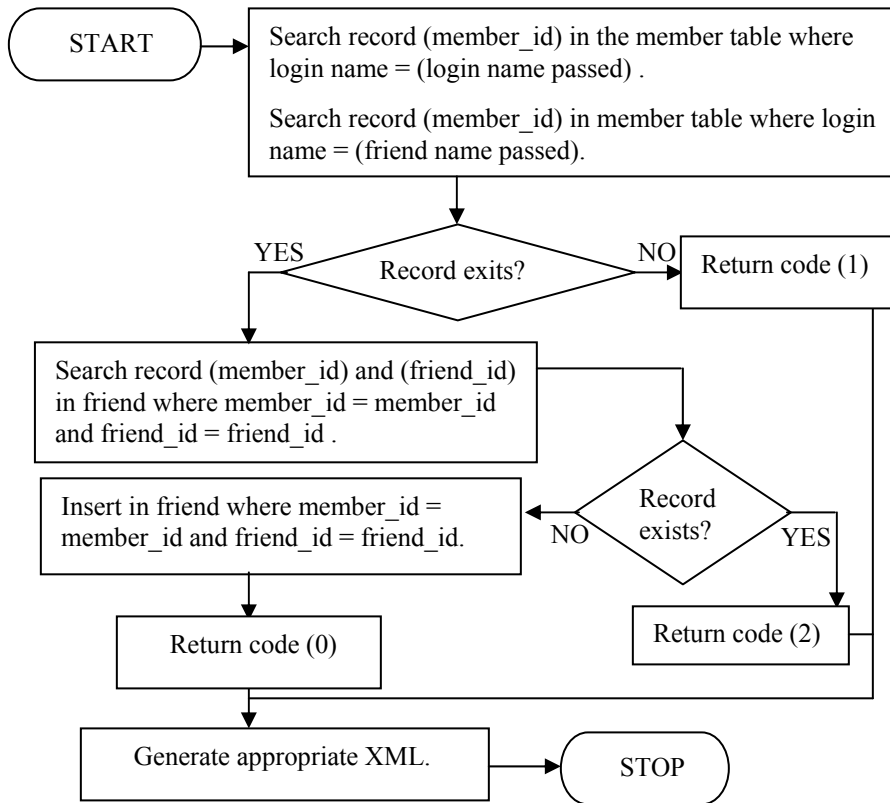 START
Search record (member_id) in the member table where
login name = (login name passed) .
Search record (member_id) in member table where login
name = (friend name passed).
YES
Record exits?
NO
Return code (1)
Search record (member_id) and (friend_id)
in friend where member_id = member_id
and friend_id = friend_id .
Record
exists?
NO
YES
Insert in friend where member_id =
member_id and friend_id = friend_id.
Return code (2)
Return code (0)
Generate appropriate XML.
STOP